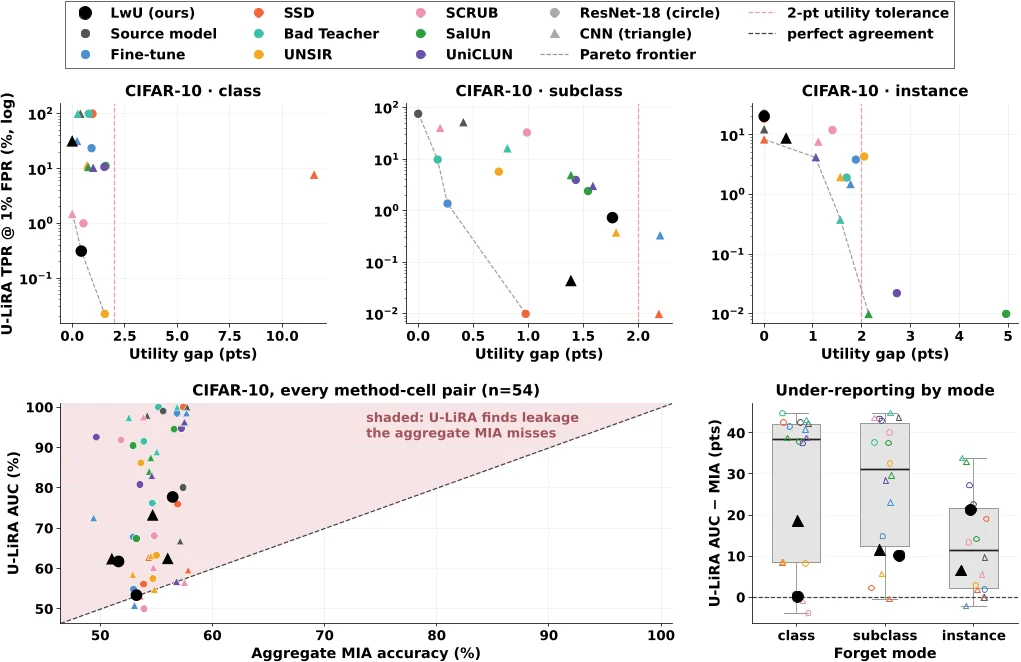 LwU (ours)
Source model
Fine-tune
SSD
Bad Teacher
UNSIR
SCRUB
SalUn
UniCLUN
ResNet-18 (circle)
CNN (triangle)
Pareto frontier
2-pt utility tolerance
perfect agreement
CIFAR-10 · class
U-LiRA TPR @ 1% FPR (%, log)
10²
10¹
10⁰
10⁻¹
0.0 2.5 5.0 7.5 10.0
Utility gap (pts)
CIFAR-10 · subclass
10²
10¹
10⁰
10⁻¹
10⁻²
0.0 0.5 1.0 1.5 2.0
Utility gap (pts)
CIFAR-10 · instance
10¹
10⁰
10⁻¹
10⁻²
0 1 2 3 4 5
Utility gap (pts)
CIFAR-10, every method-cell pair (n=54)
shaded: U-LiRA finds leakage
the aggregate MIA misses
U-LiRA AUC (%)
100
90
80
70
60
50
50 60 70 80 90 100
Aggregate MIA accuracy (%)
Under-reporting by mode
U-LiRA AUC − MIA (pts)
40
30
20
10
0
class subclass instance
Forget mode